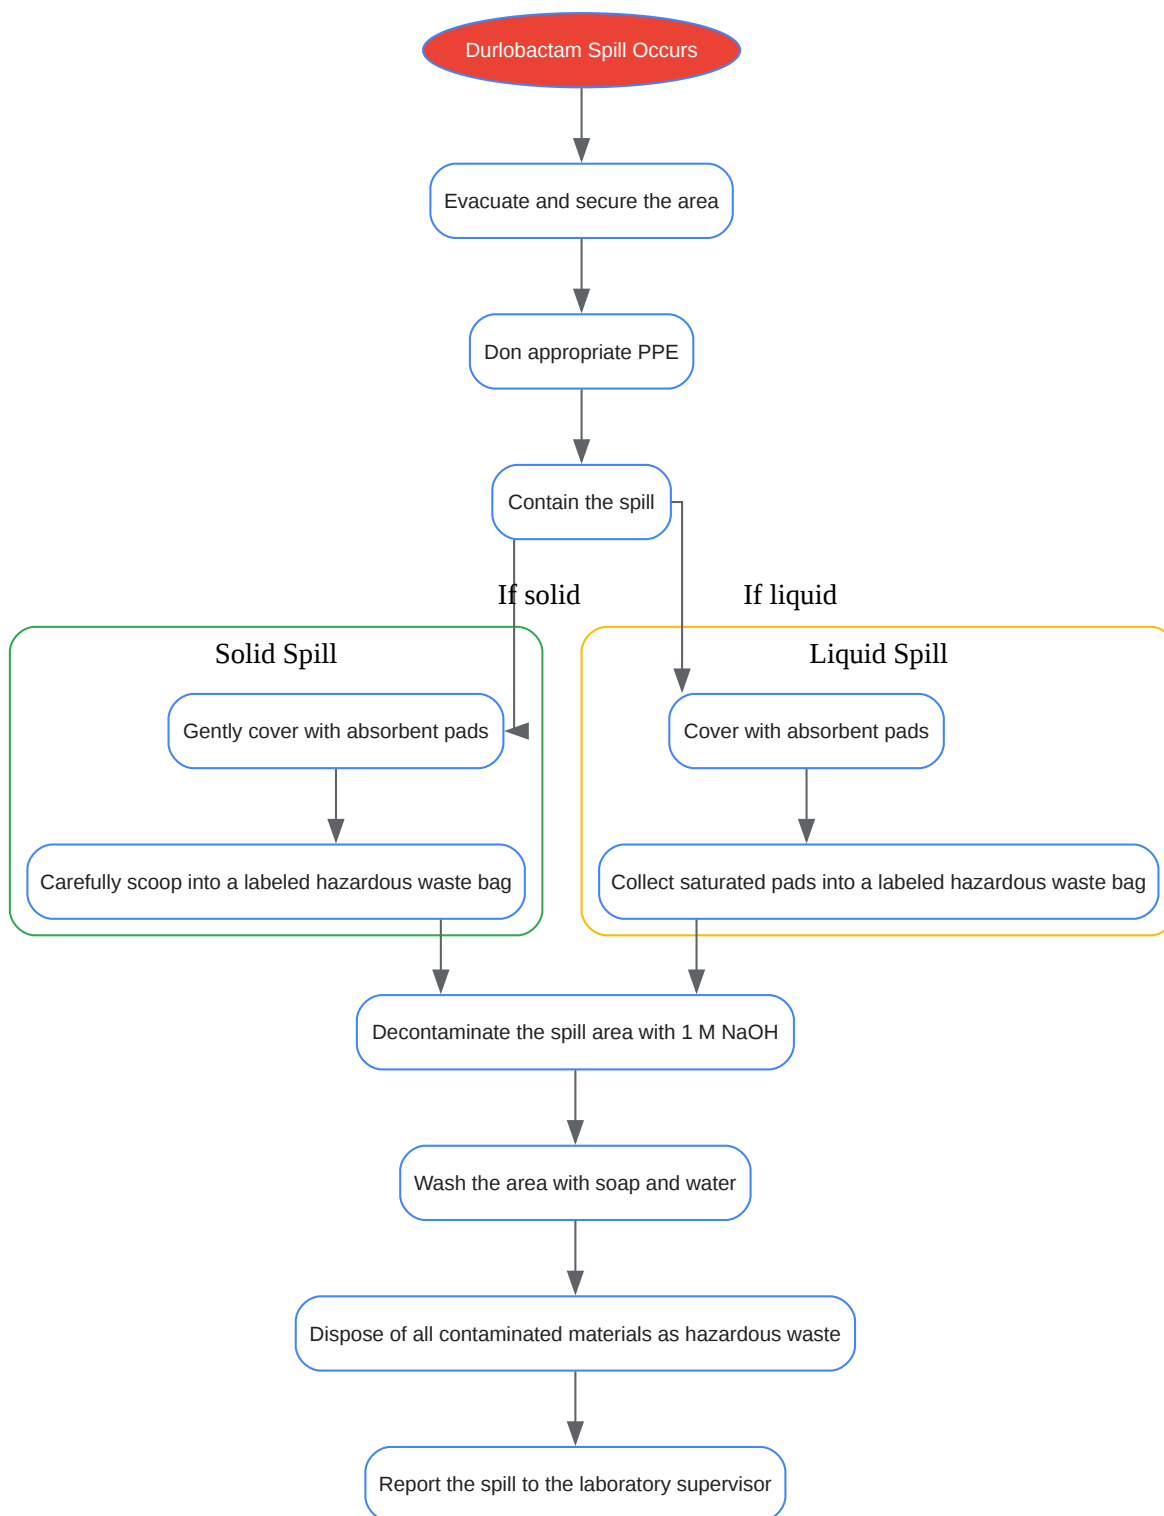 Durlobactam Spill Occurs
Evacuate and secure the area
Don appropriate PPE
Contain the spill
If solid
If liquid
Solid Spill
Gently cover with absorbent pads
Carefully scoop into a labeled hazardous waste bag
Liquid Spill
Cover with absorbent pads
Collect saturated pads into a labeled hazardous waste bag
Decontaminate the spill area with 1 M NaOH
Wash the area with soap and water
Dispose of all contaminated materials as hazardous waste
Report the spill to the laboratory supervisor